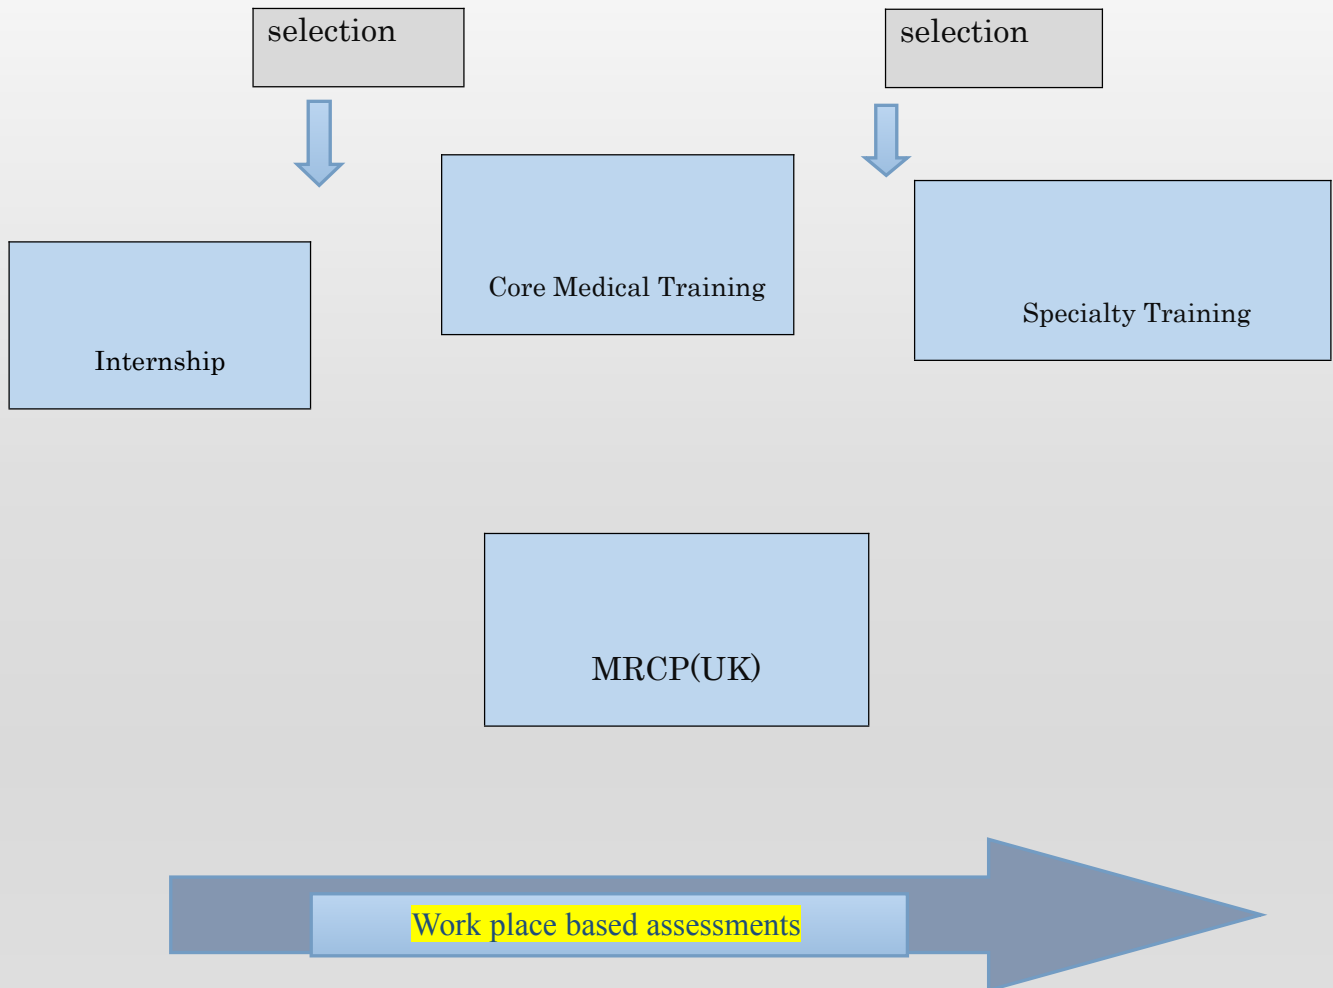 selection
selection
Core Medical Training
Specialty Training
Internship
MRCP(UK)
Work place based assessments